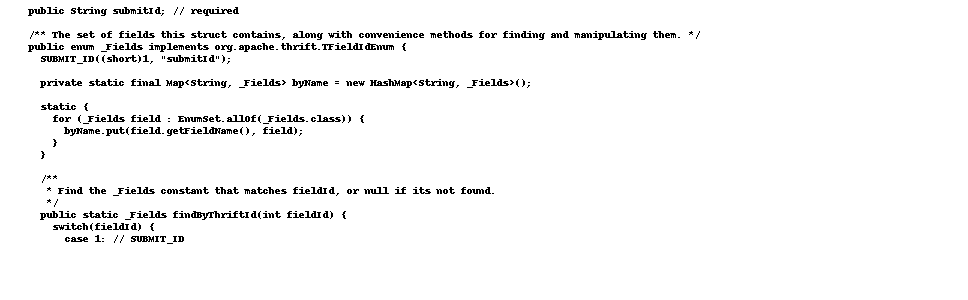 public String submitId; // required
/** The set of fields this struct contains, along with convenience methods for finding and manipulating them. */
public enum _Fields implements org.apache.thrift.TFieldIdEnum {
SUBMIT_ID((short)1, "submitId");
private static final Map<String, _Fields> byName = new HashMap<String, _Fields>();
static {
for (_Fields field : EnumSet.allOf(_Fields.class)) {
byName.put(field.getFieldName(), field);
}
}
/**
* Find the _Fields constant that matches fieldId, or null if its not found.
*/
public static _Fields findByThriftId(int fieldId) {
switch(fieldId) {
case 1: // SUBMIT_ID